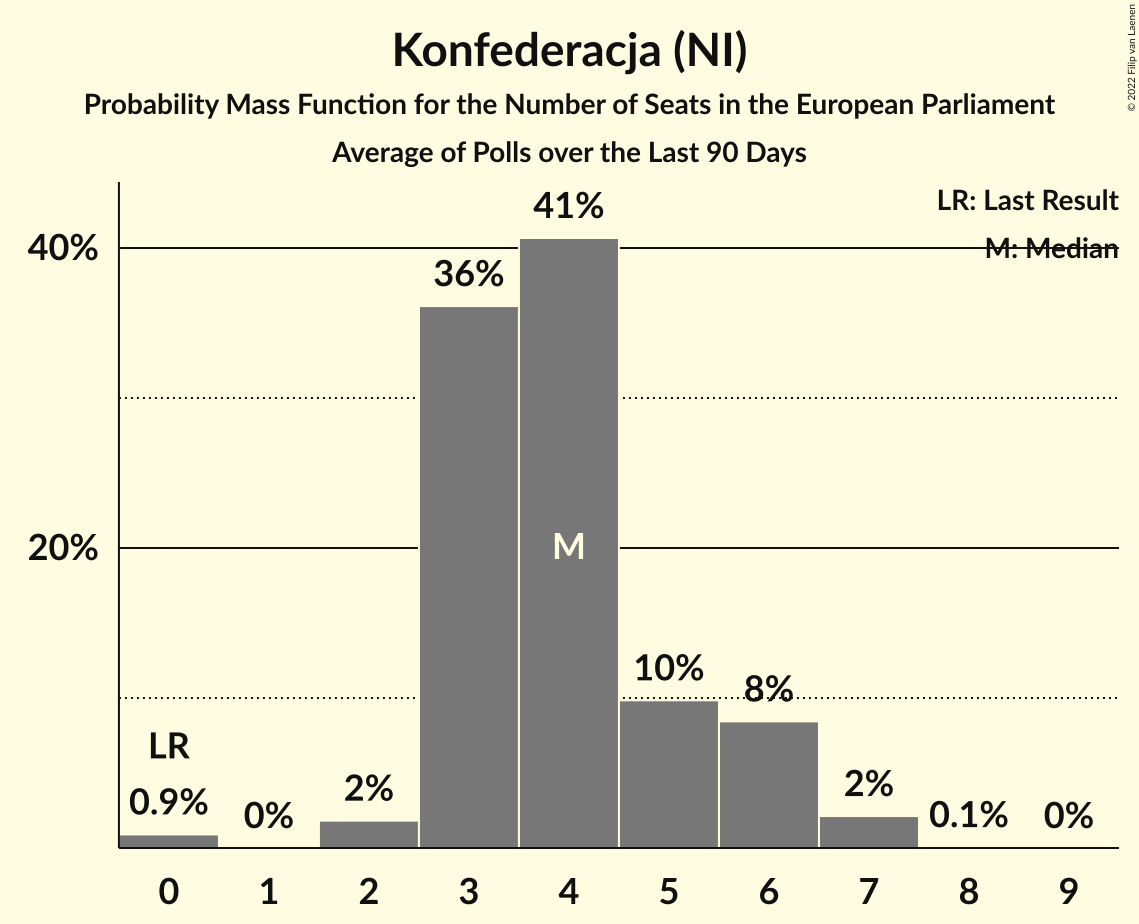 Konfederacja (NI)
Probability Mass Function for the Number of Seats in the European Parliament
Average of Polls over the Last 90 Days
© 2022 Filip van Laenen
LR: Last Result
M: Median
40%
20%
41%
36%
M
10%
8%
LR
0.9%
0%
2%
2%
0.1%
0%
0 1 2 3 4 5 6 7 8 9